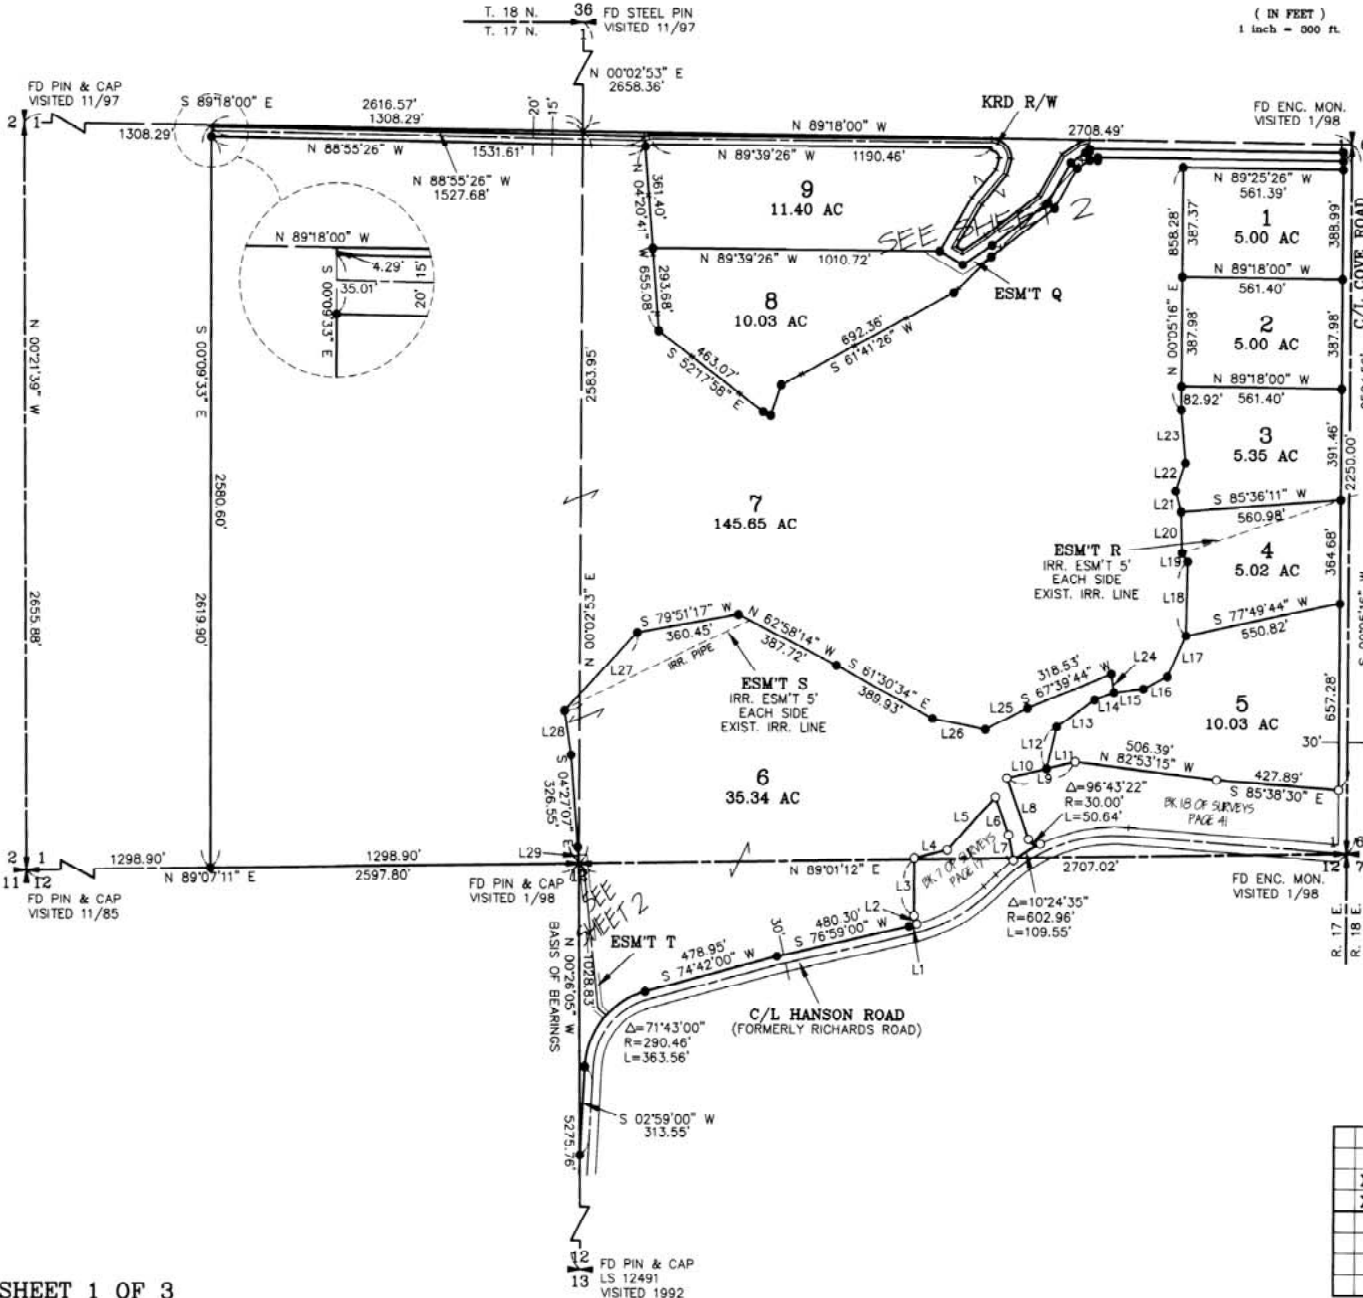 T. 18 N.
T. 17 N.
36
1
FD STEEL PIN
VISITED 11/97
( IN FEET )
N 00°02'53" E
2658.36'
FD PIN & CAP
VISITED 11/97
2 1
1308.29'
S 89°18'00" E
2616.57'
1308.29'
20'
15'
N 89°18'00" W
KRD R/W
2708.49'
FD ENC. MON.
VISITED 1/98
N 88°55'26" W
1531.61'
N 88°55'26" W
1527.68'
N 89°39'26" W 1190.46'
361.40'
N 04°20'41" W 655.08'
293.68'
9
11.40 AC
SEE SHEET 2
N 89°39'26" W 1010.72'
ESM'T Q
8
10.03 AC
692.36'
S 61°41'26" W
463.07'
S 52°17'58" E
N 89°18'00" W
4.29'
15'
35.01'
20'
S 00°09'33" E
N 00°21'39" W
2655.88'
S 00°09'33" E
2580.60'
2619.90'
2583.95'
N 00°02'53" E
N 89°25'26" W
561.39'
1
5.00 AC
858.28'
387.37'
388.99'
C/L COVE ROAD
N 89°18'00" W
561.40'
2
5.00 AC
N 00°05'16" E
387.98'
387.98'
N 89°18'00" W
561.40'
82.92'
3
5.35 AC
391.46'
2250.00'
L23
L22
L21
S 85°36'11" W
560.98'
L20
L19
L18
4
5.02 AC
364.68'
ESM'T R
IRR. ESM'T 5'
EACH SIDE
EXIST. IRR. LINE
S 77°49'44" W
550.82'
7
145.65 AC
S 79°51'17" W
360.45'
IRR. PIPE
N 62°58'14" W
387.72'
S 61°30'34" E
389.93'
318.53'
S 67°39'44" W
L24
L17
L16
L15
L14
L13
L12
L11
L10
L9
L25
L26
L27
L28
ESM'T S
IRR. ESM'T 5'
EACH SIDE
EXIST. IRR. LINE
5
10.03 AC
657.28'
30'
506.39'
N 82°53'15" W
427.89'
S 85°38'30" E
Δ=96°43'22"
R=30.00'
L=50.64'
BK 18 OF SURVEYS
PAGE 41
6
35.34 AC
S 04°27'07" E
326.55'
L29
L8
L7
L6
L5
L4
L3
L2
L1
BK. 7 OF SURVEYS
PAGE 17
2 1
11 12
1298.90'
1298.90'
N 89°07'11" E
2597.80'
FD PIN & CAP
VISITED 11/85
FD PIN & CAP
VISITED 1/98
12
N 89°01'12" E
2707.02'
1 6
12 7
FD ENC. MON.
VISITED 1/98
R. 17 E.
R. 18 E.
Δ=10°24'35"
R=602.96'
L=109.55'
SEE
SHEET 2
ESM'T T
478.95'
S 74°42'00" W
30'
480.30'
S 76°59'00" W
C/L HANSON ROAD
(FORMERLY RICHARDS ROAD)
BASIS OF BEARINGS
N 00°26'05" W
1028.83'
5275.76'
Δ=71°43'00"
R=290.46'
L=363.56'
S 02°59'00" W
313.55'
12
13
FD PIN & CAP
LS 12491
VISITED 1992
SHEET 1 OF 3